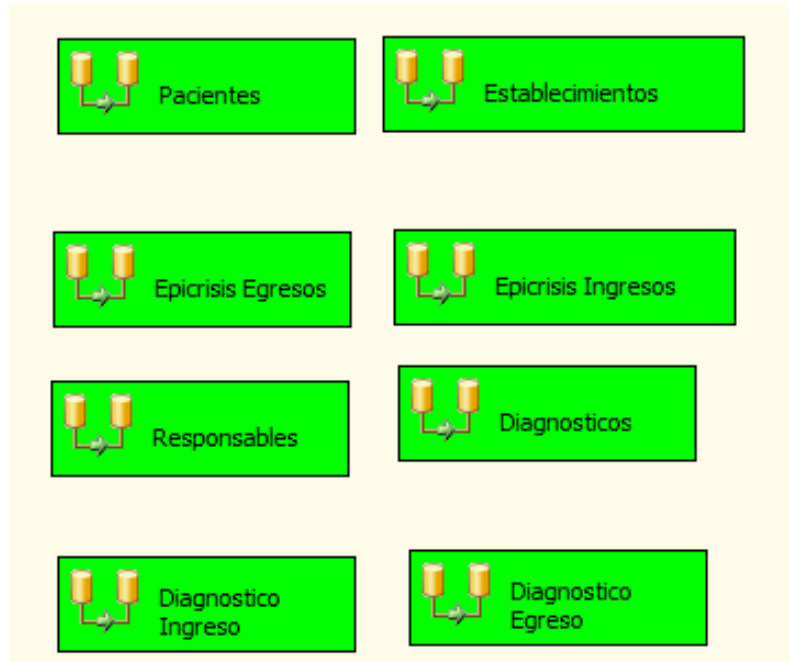 Pacientes
Establecimientos
Epicrisis Egresos
Epicrisis Ingresos
Responsables
Diagnosticos
Diagnostico
Ingreso
Diagnostico
Egreso